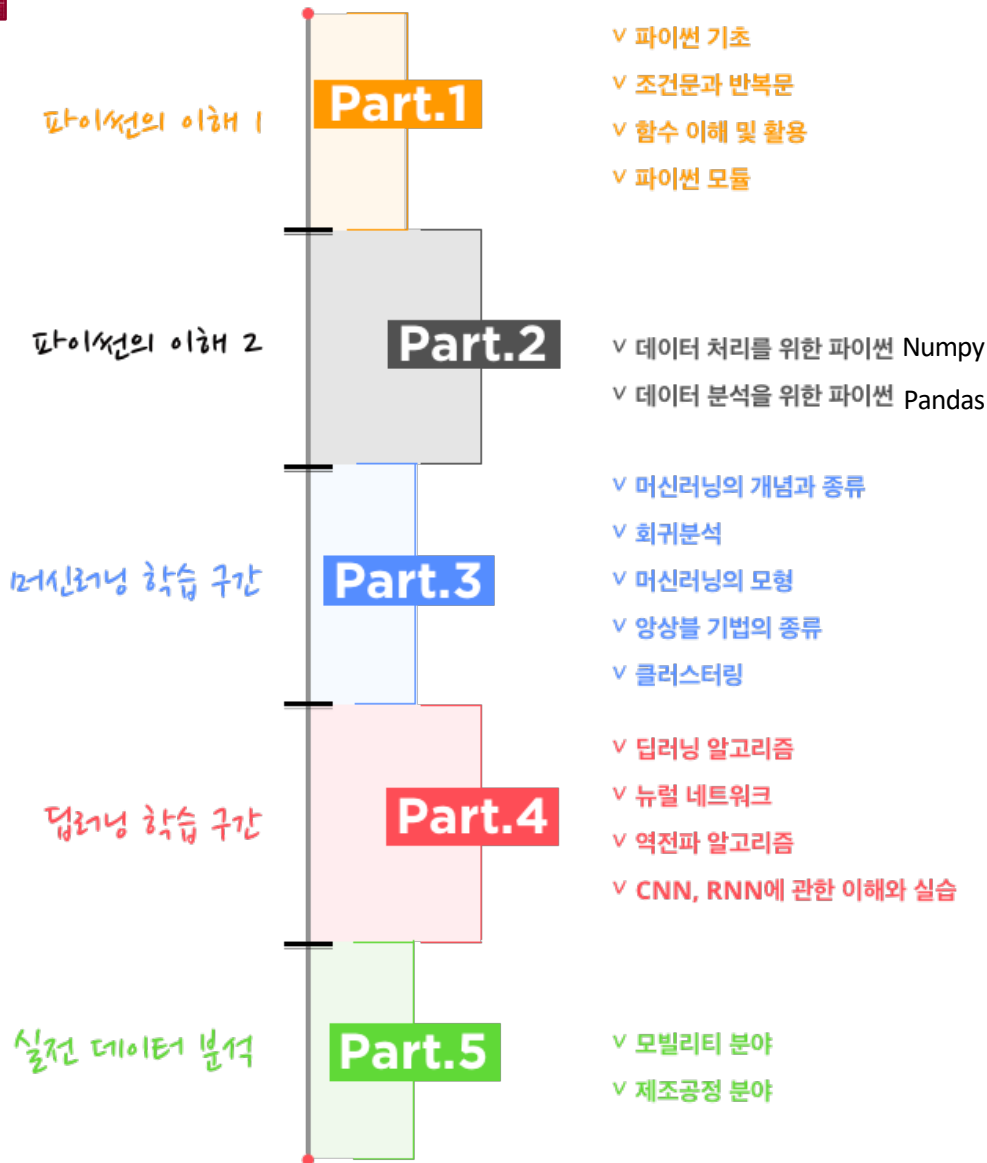 파이썬의 이해 1
Part.1
∨ 파이썬 기초
∨ 조건문과 반복문
∨ 함수 이해 및 활용
∨ 파이썬 모듈
파이썬의 이해 2
Part.2
∨ 데이터 처리를 위한 파이썬 Numpy
∨ 데이터 분석을 위한 파이썬 Pandas
머신러닝 학습 구간
Part.3
∨ 머신러닝의 개념과 종류
∨ 회귀분석
∨ 머신러닝의 모형
∨ 앙상블 기법의 종류
∨ 클러스터링
딥러닝 학습 구간
Part.4
∨ 딥러닝 알고리즘
∨ 뉴럴 네트워크
∨ 역전파 알고리즘
∨ CNN, RNN에 관한 이해와 실습
실전 데이터 분석
Part.5
∨ 모빌리티 분야
∨ 제조공정 분야